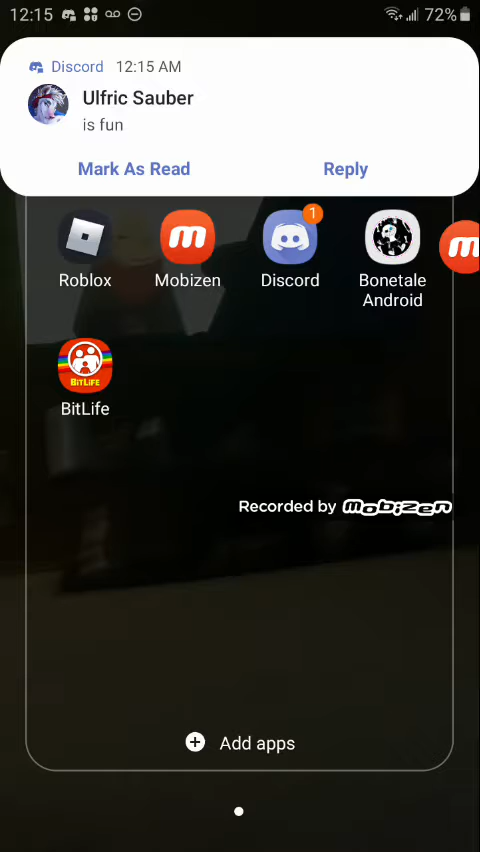 12:15 72%
Discord 12:15 AM
Ulfric Sauber
is fun
Mark As Read Reply
1
m m
Roblox Mobizen Discord Bonetale
Android
BITLIFE
BitLife
Recorded by mobizen
Add apps